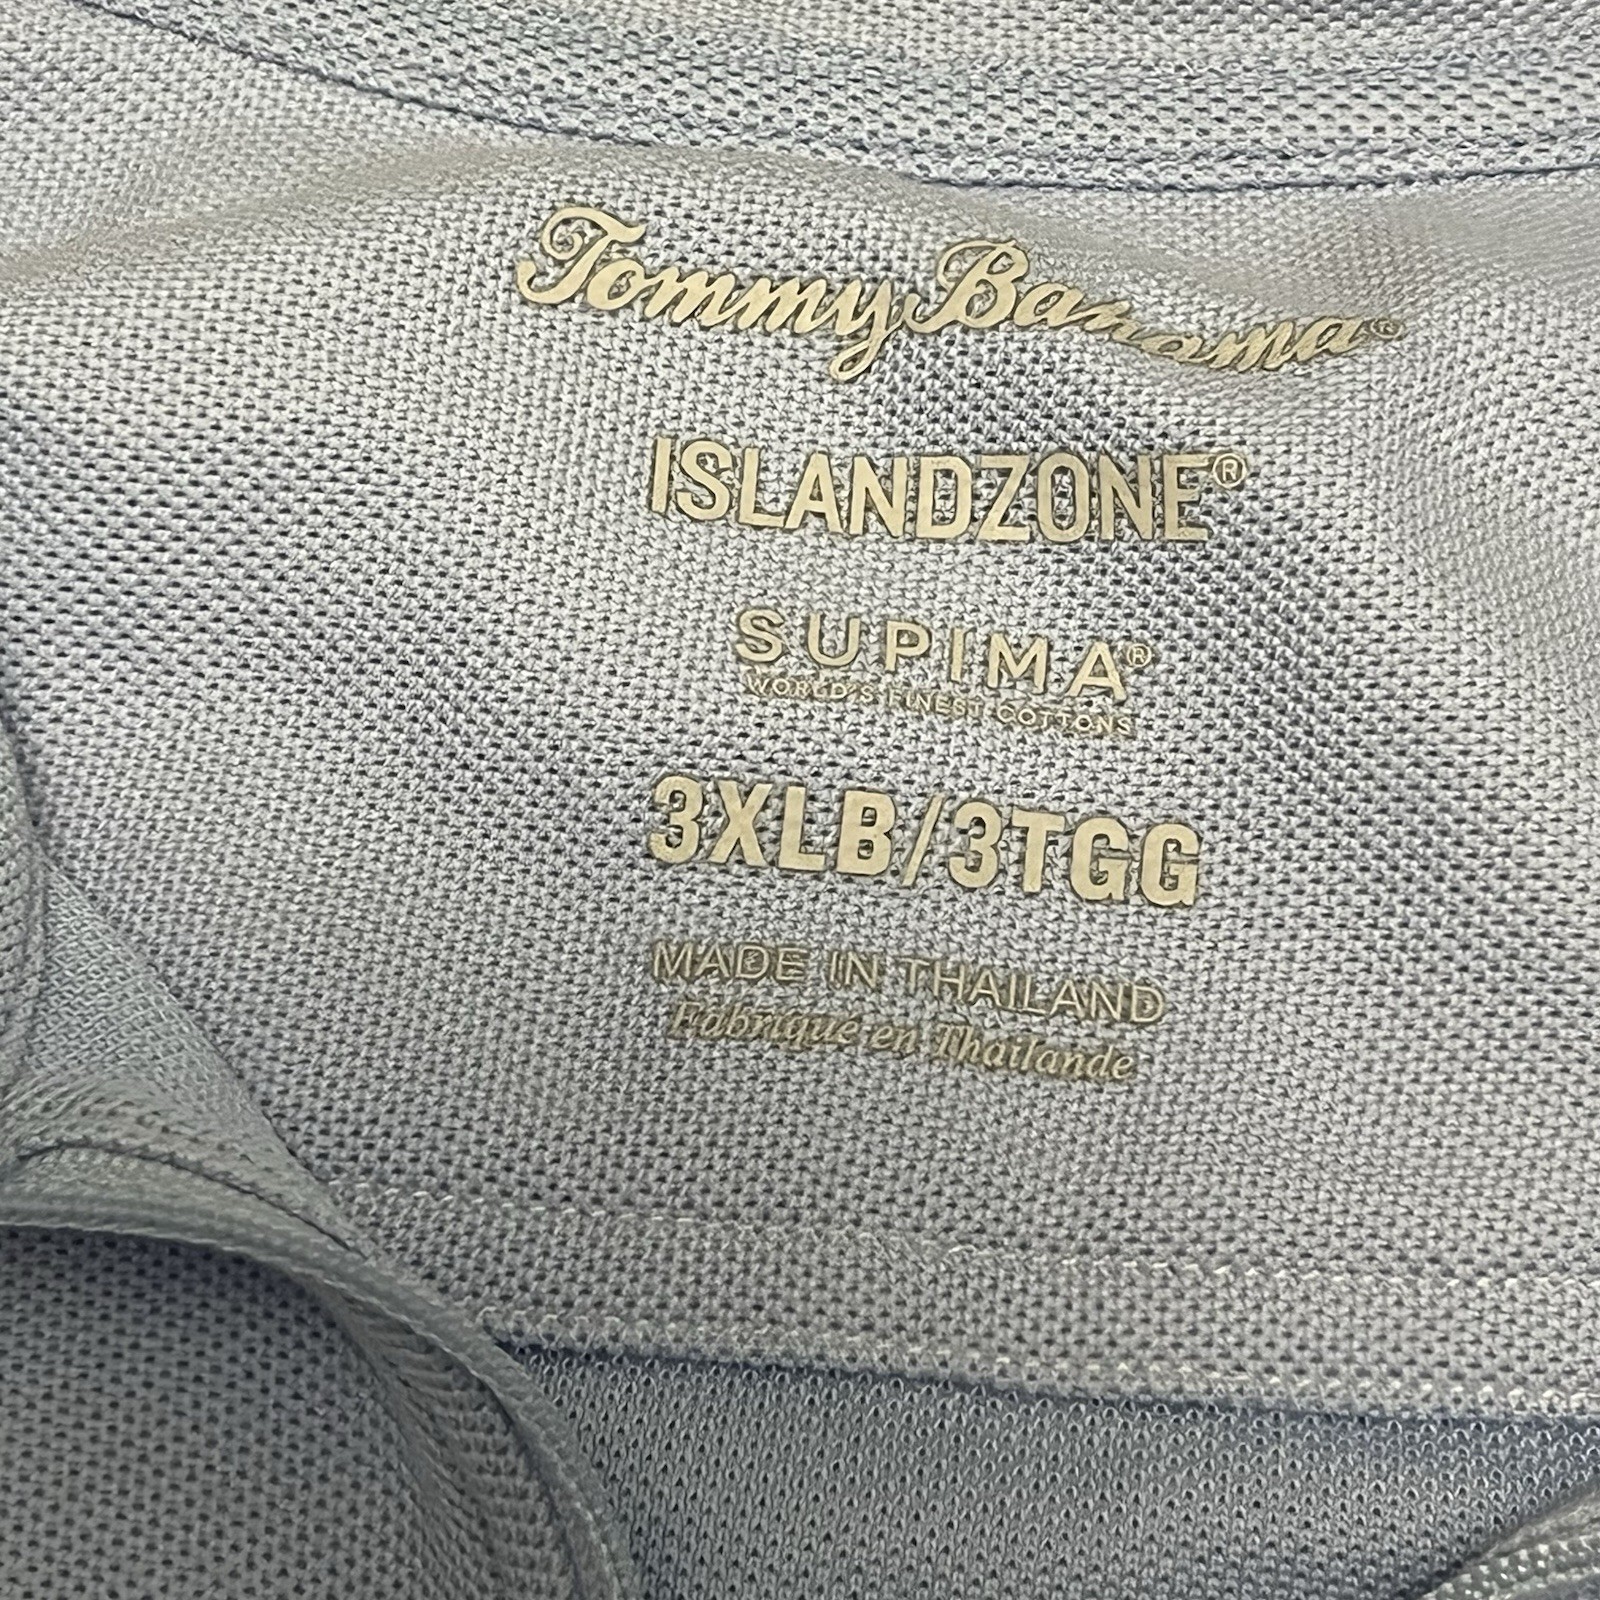 Tommy Bahama®
ISLANDZONE®
SUPIMA®
WORLD'S FINEST COTTONS
3XLB/3TGG
MADE IN THAILAND
Fabriqué en Thaïlande